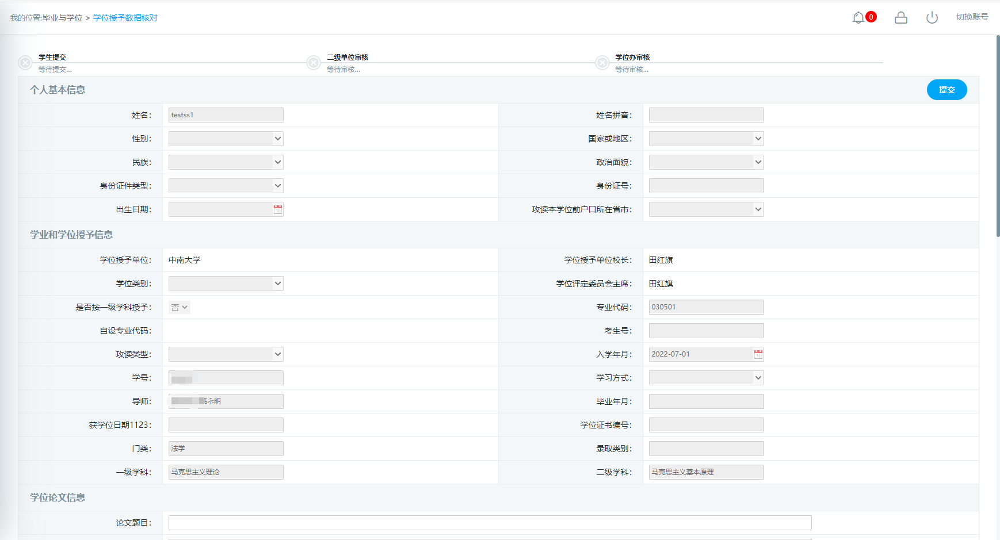 我的位置:毕业与学位 > 学位授予数据核对
0
切换账号
学生提交
等待提交...
二级单位审核
等待审核...
学位办审核
等待审核...
个人基本信息
提交
姓名: testss1 姓名拼音:
性别: 国家或地区:
民族: 政治面貌:
身份证件类型: 身份证号:
出生日期: 攻读本学位前户口所在省市:
学业和学位授予信息
学位授予单位: 中南大学 学位授予单位校长: 田红旗
学位类别: 学位评定委员会主席: 田红旗
是否按一级学科授予: 否 专业代码: 030501
自设专业代码: 考生号:
攻读类型: 入学年月: 2022-07-01
学号: 学习方式:
导师: 永明 毕业年月:
获学位日期1123: 学位证书编号:
门类: 法学 录取类别:
一级学科: 马克思主义理论 二级学科: 马克思主义基本原理
学位论文信息
论文题目: